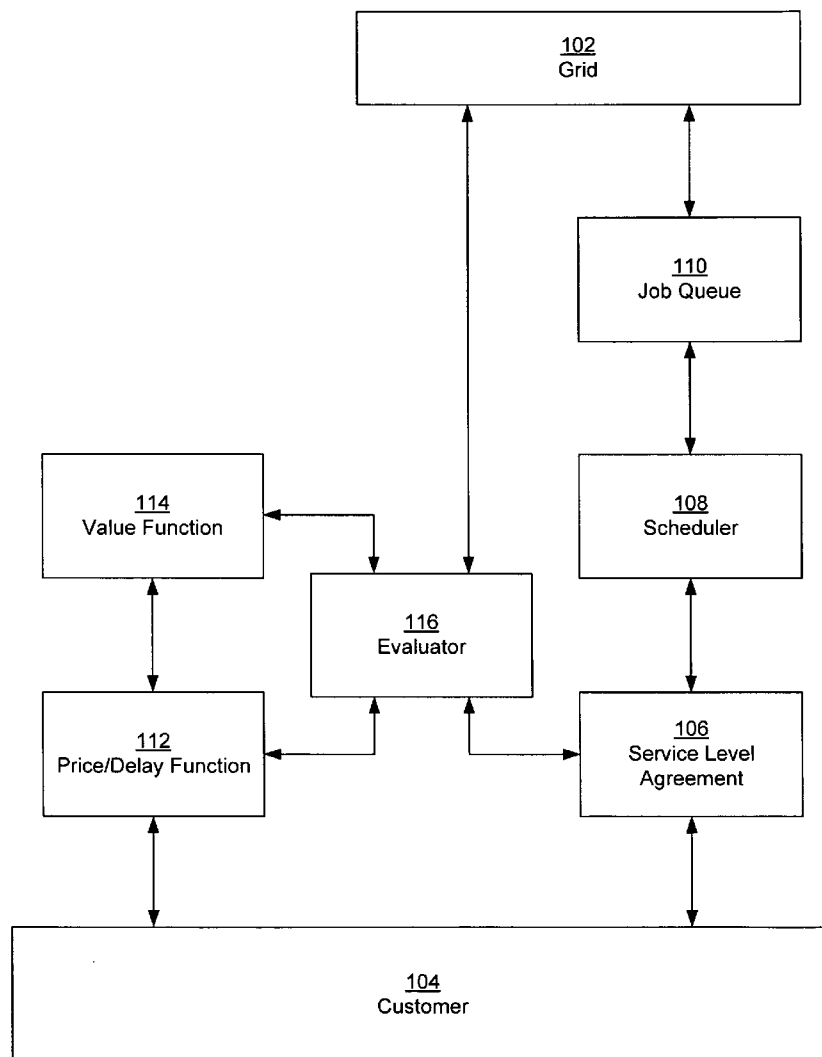 102
Grid
110
Job Queue
114
Value Function
108
Scheduler
116
Evaluator
112
Price/Delay Function
106
Service Level
Agreement
104
Customer